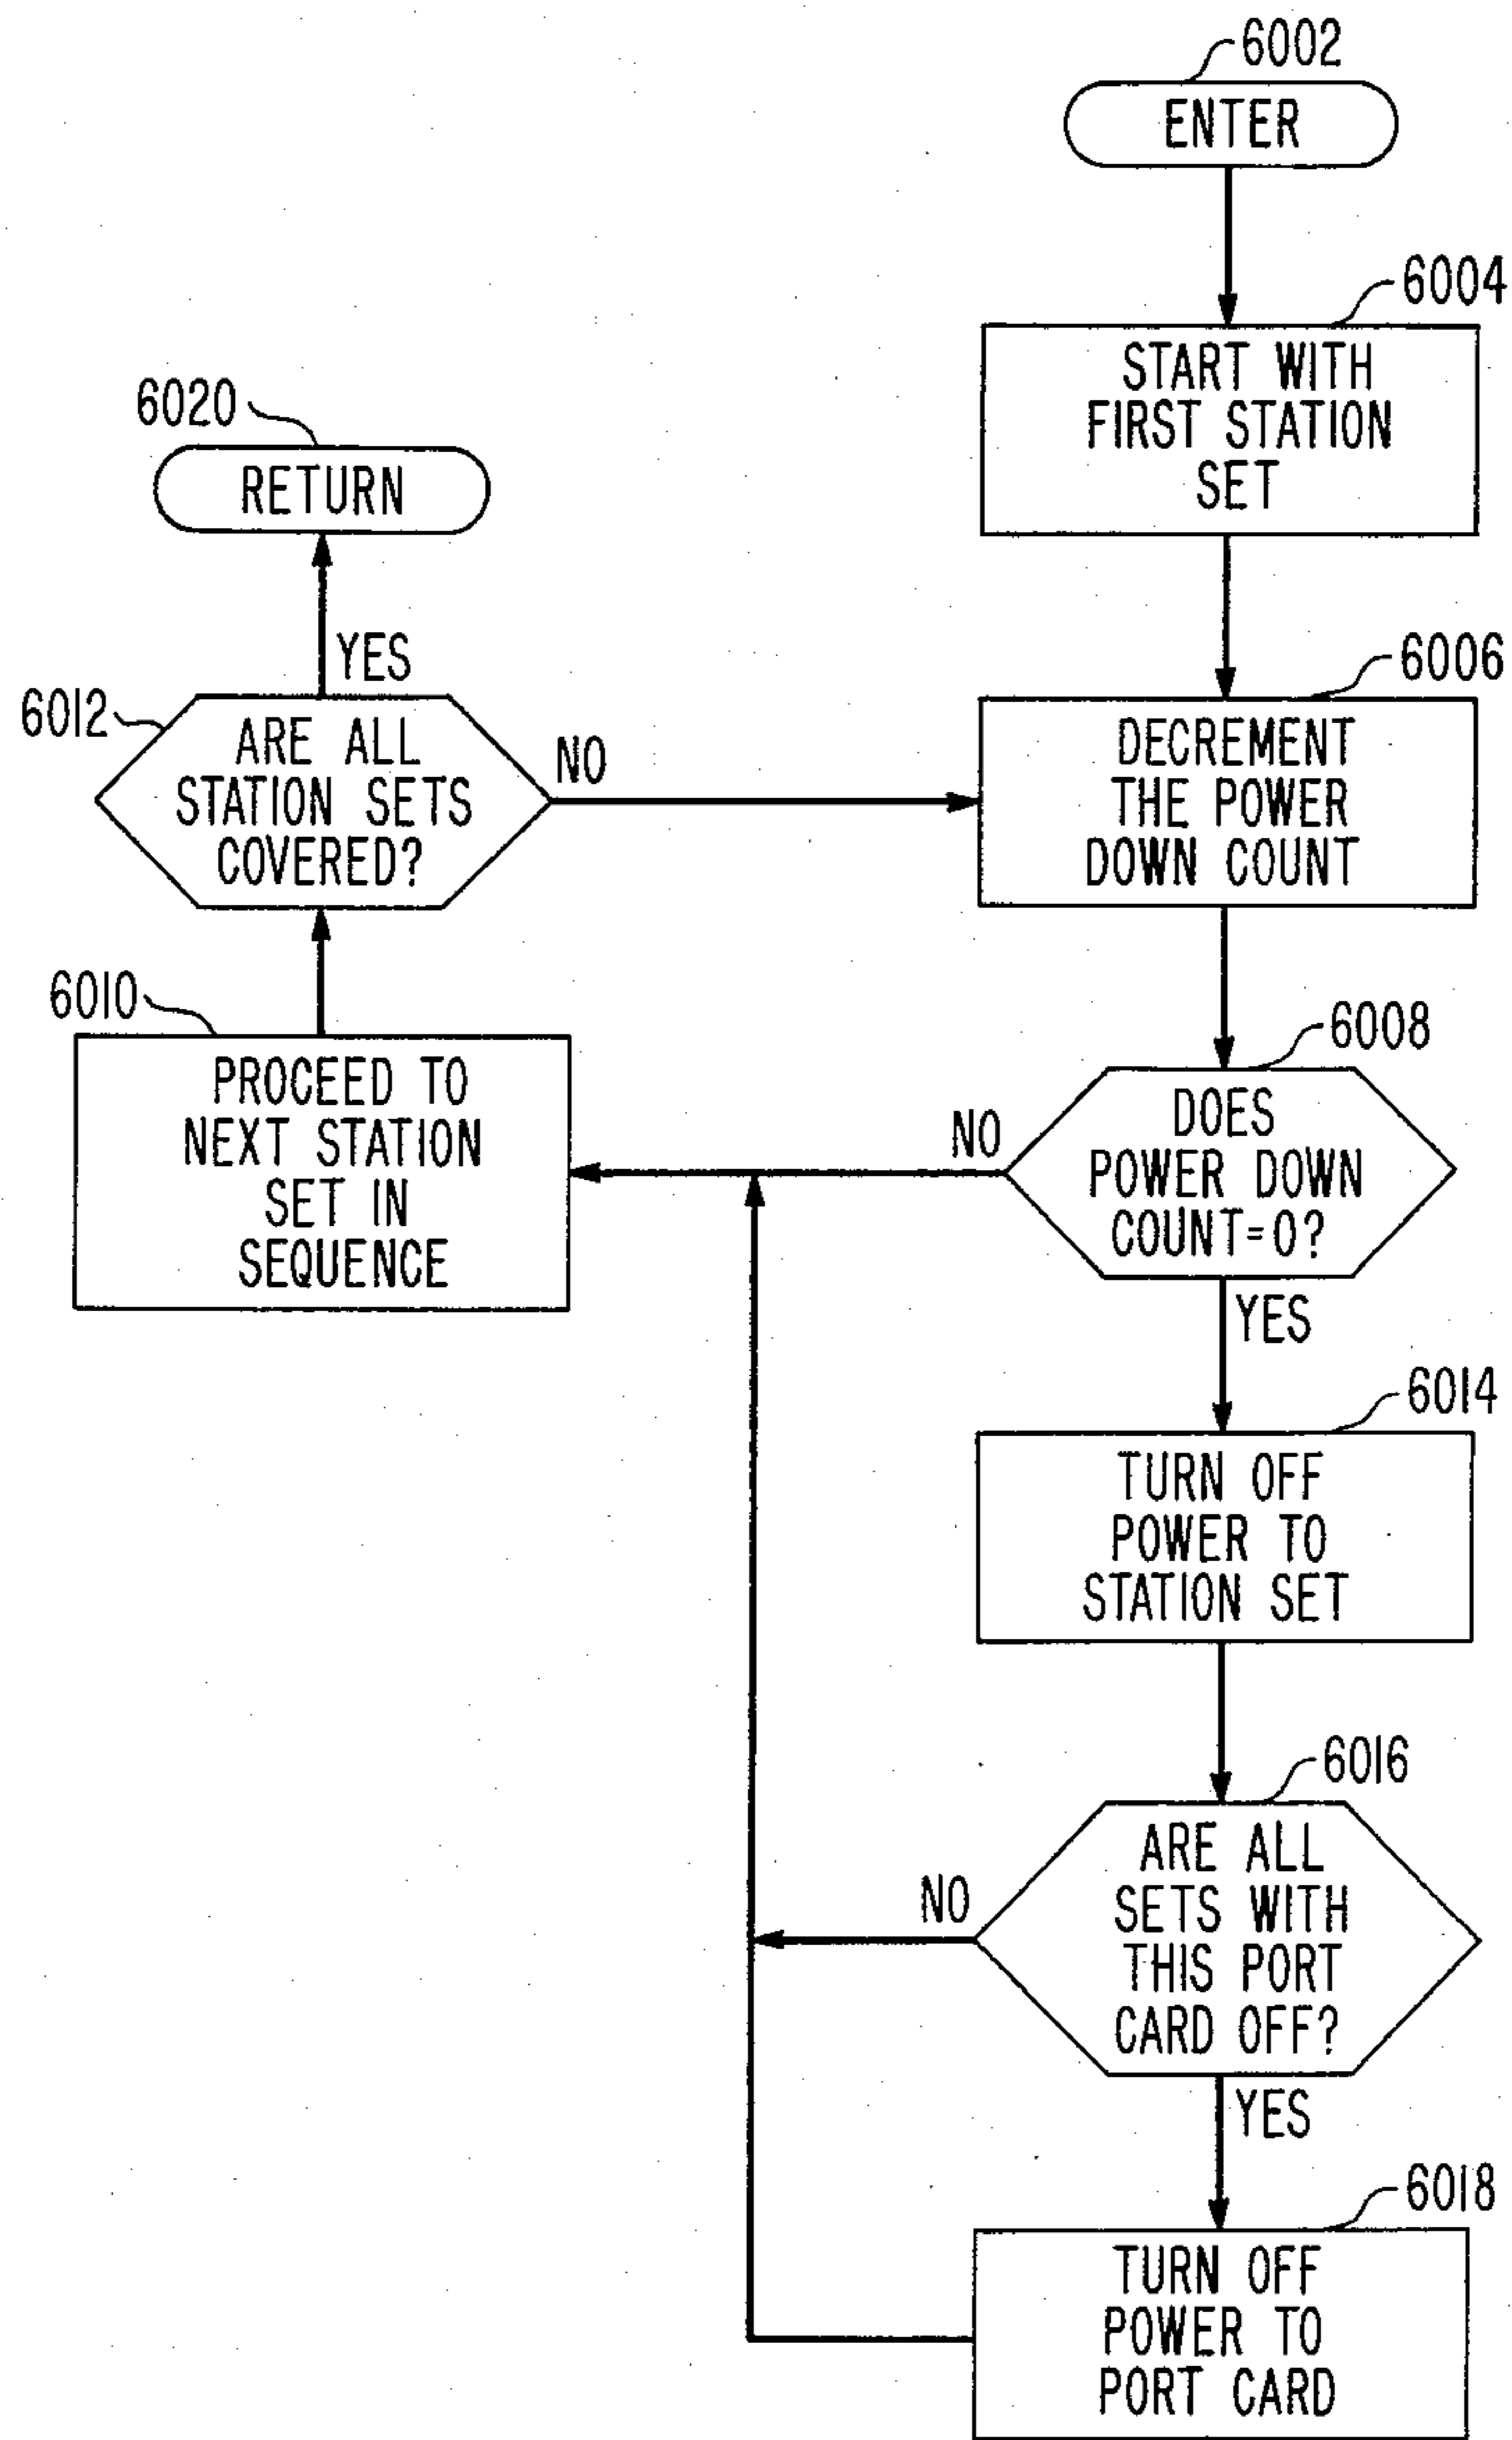 6002
ENTER
6004
START WITH
FIRST STATION
SET
6020
RETURN
YES
6006
DECREMENT
THE POWER
DOWN COUNT
6012
ARE ALL
STATION SETS
COVERED?
NO
6010
PROCEED TO
NEXT STATION
SET IN
SEQUENCE
6008
DOES
POWER DOWN
COUNT=0?
NO
YES
6014
TURN OFF
POWER TO
STATION SET
6016
ARE ALL
SETS WITH
THIS PORT
CARD OFF?
NO
YES
6018
TURN OFF
POWER TO
PORT CARD